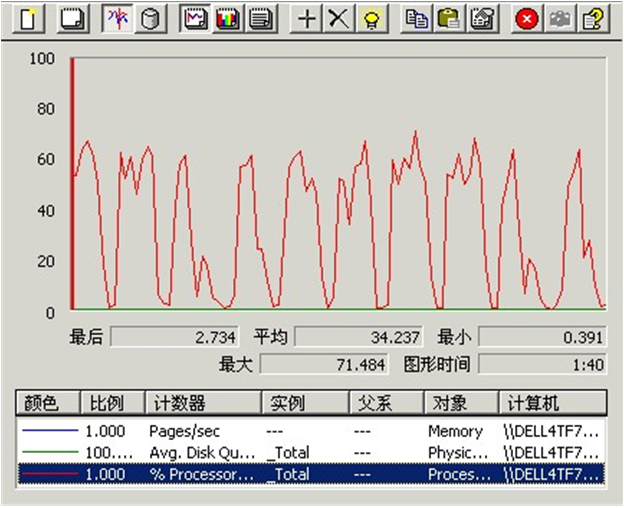 100
80
60
40
20
0
最后 2.734 平均 34.237 最小 0.391
最大 71.484 图形时间 1:40
颜色 比例 计数器 实例 父系 对象 计算机
1.000 Pages/sec --- --- Memory \\DELL4TF7...
100.... Avg. Disk Qu... _Total --- Physic... \\DELL4TF7...
1.000 % Processor... _Total --- Proces... \\DELL4TF7...